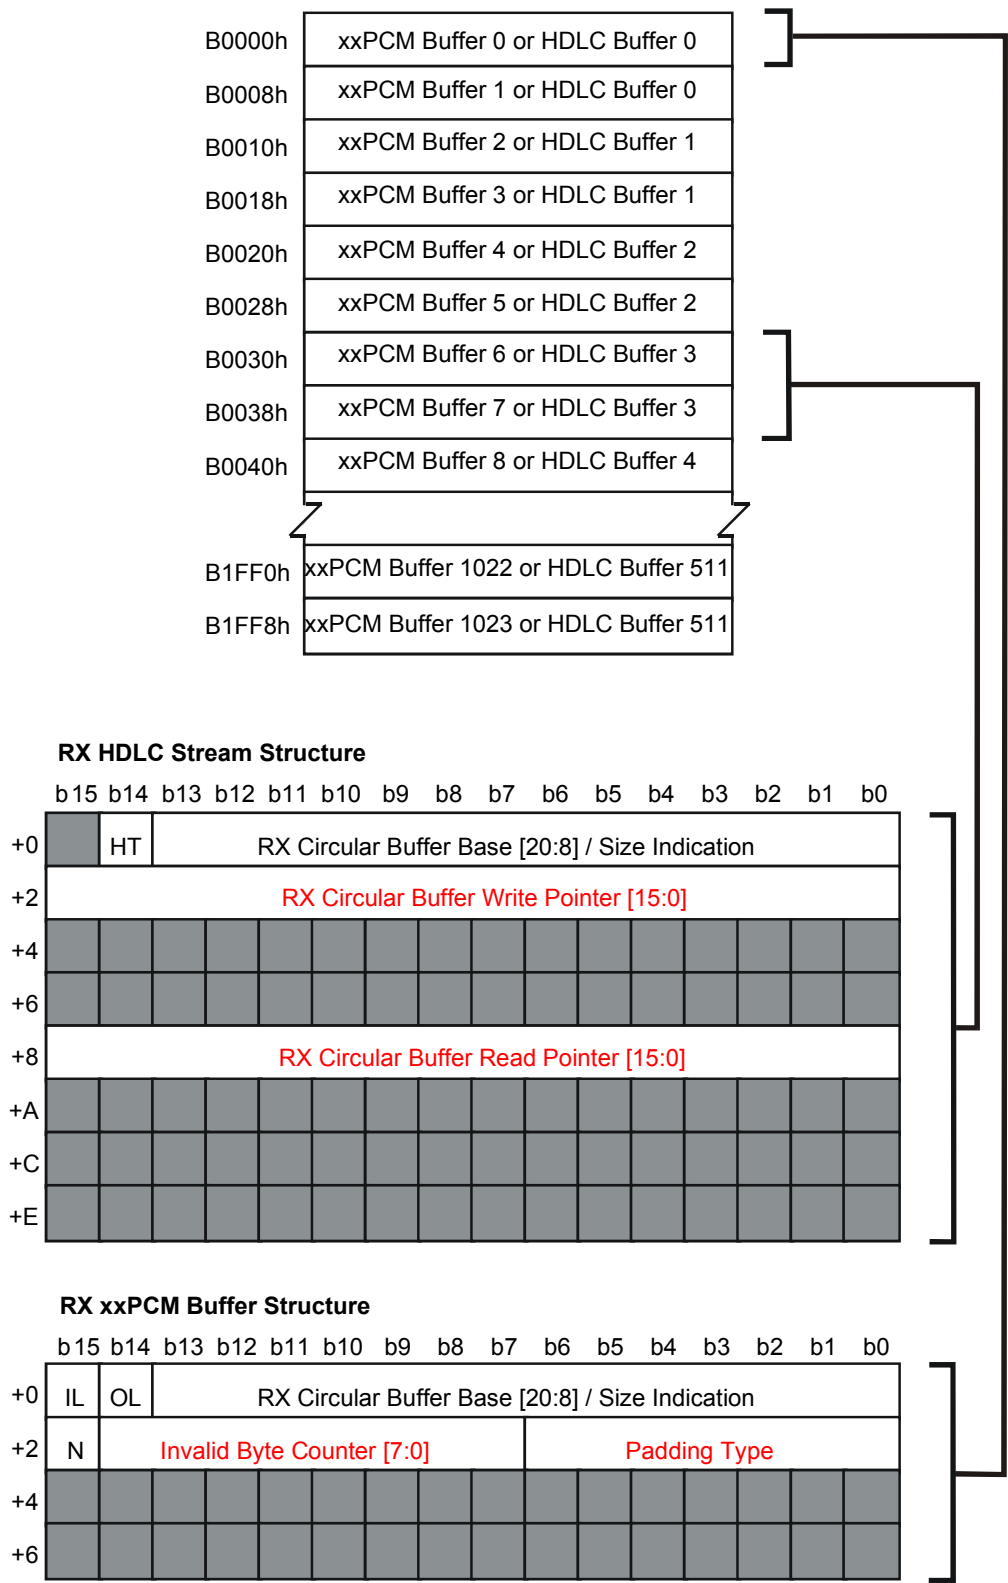 B0000h xxPCM Buffer 0 or HDLC Buffer 0
B0008h xxPCM Buffer 1 or HDLC Buffer 0
B0010h xxPCM Buffer 2 or HDLC Buffer 1
B0018h xxPCM Buffer 3 or HDLC Buffer 1
B0020h xxPCM Buffer 4 or HDLC Buffer 2
B0028h xxPCM Buffer 5 or HDLC Buffer 2
B0030h xxPCM Buffer 6 or HDLC Buffer 3
B0038h xxPCM Buffer 7 or HDLC Buffer 3
B0040h xxPCM Buffer 8 or HDLC Buffer 4
B1FF0h xxPCM Buffer 1022 or HDLC Buffer 511
B1FF8h xxPCM Buffer 1023 or HDLC Buffer 511
RX HDLC Stream Structure
b15 b14 b13 b12 b11 b10 b9 b8 b7 b6 b5 b4 b3 b2 b1 b0
+0 HT RX Circular Buffer Base [20:8] / Size Indication
+2 RX Circular Buffer Write Pointer [15:0]
+4
+6
+8 RX Circular Buffer Read Pointer [15:0]
+A
+C
+E
RX xxPCM Buffer Structure
b15 b14 b13 b12 b11 b10 b9 b8 b7 b6 b5 b4 b3 b2 b1 b0
+0 IL OL RX Circular Buffer Base [20:8] / Size Indication
+2 N Invalid Byte Counter [7:0] Padding Type
+4
+6